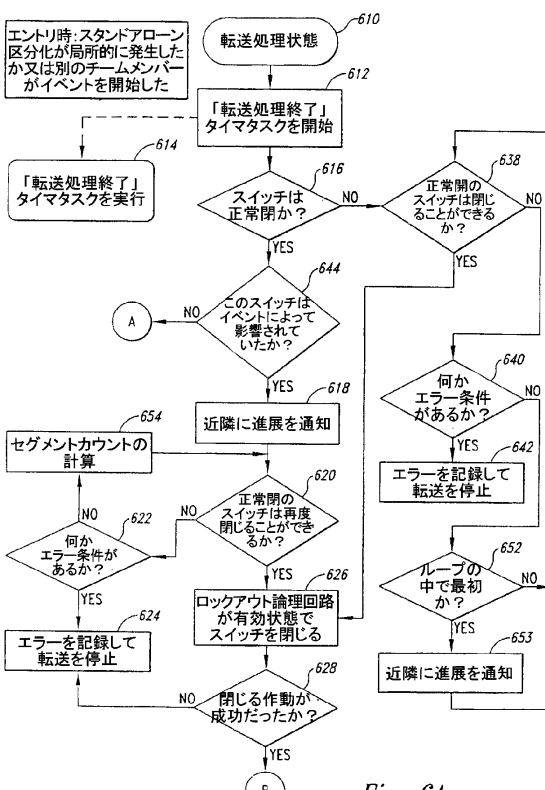 エントリ時：スタンドアローン
区分化が局所的に発生した
か又は別のチームメンバー
がイベントを開始した
610
転送処理状態
612
「転送処理終了」
タイマタスクを開始
614
「転送処理終了」
タイマタスクを実行
616
スイッチは
正常閉か？
NO
YES
638
正常開の
スイッチは閉じ
ることができる
か？
NO
YES
644
このスイッチは
イベントによって
影響されて
いたか？
NO
A
YES
618
近隣に進展を通知
640
何か
エラー条件
があるか？
NO
YES
642
エラーを記録して
転送を停止
654
セグメントカウントの
計算
620
正常閉の
スイッチは再度
閉じることができ
るか？
NO
YES
622
何か
エラー条件が
あるか？
NO
YES
624
エラーを記録して
転送を停止
626
ロックアウト論理回路
が有効状態で
スイッチを閉じる
652
ループの
中で最初
か？
NO
YES
653
近隣に進展を通知
628
閉じる作動が
成功だったか？
NO
YES